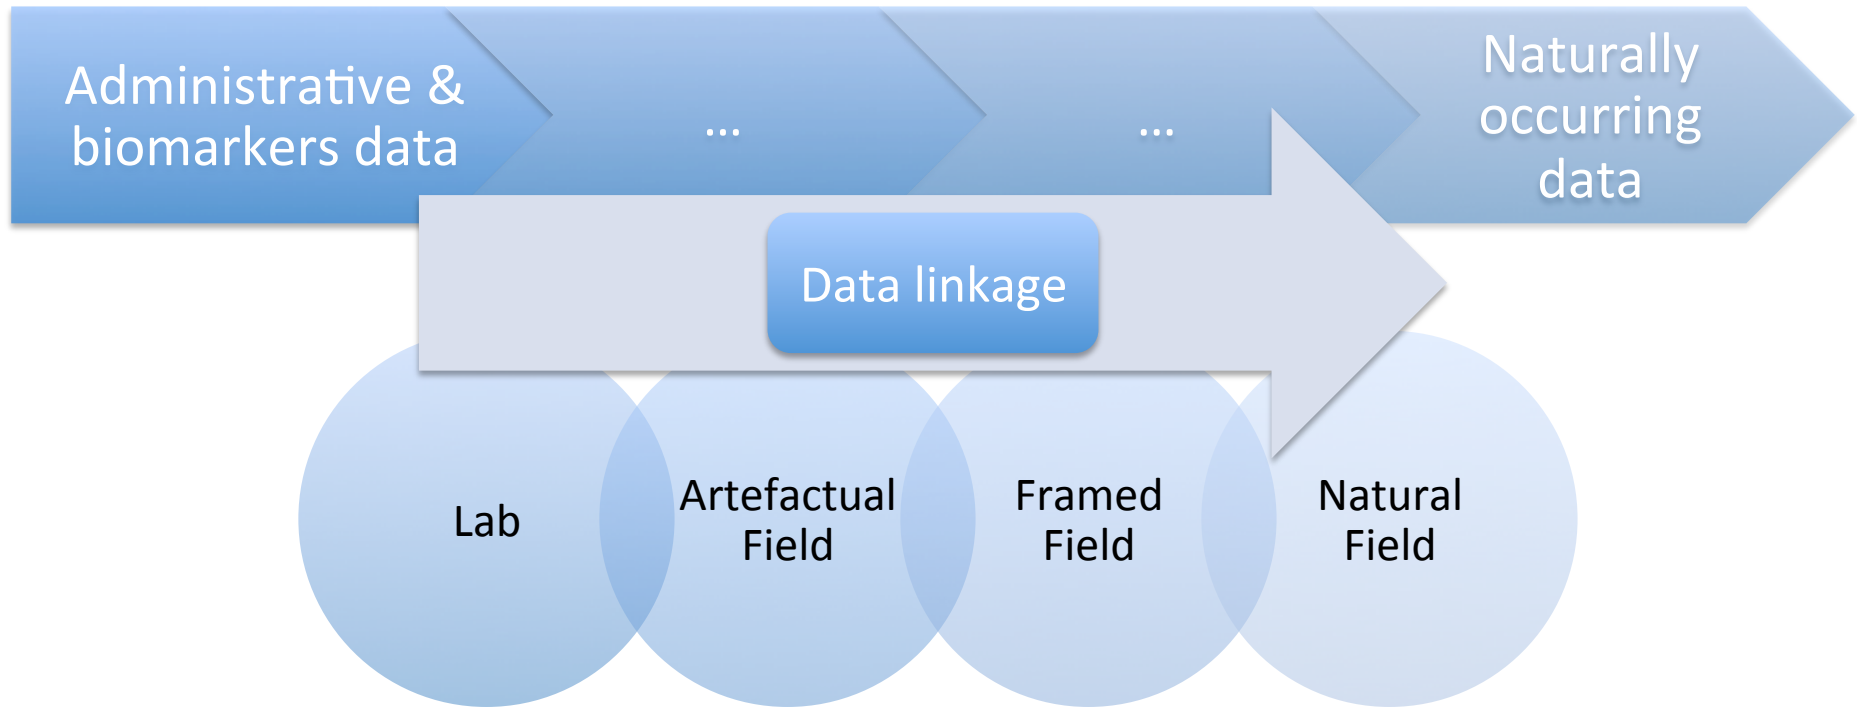 Administrative &
biomarkers data
...
...
Naturally
occurring
data
Data linkage
Lab
Artefactual
Field
Framed
Field
Natural
Field